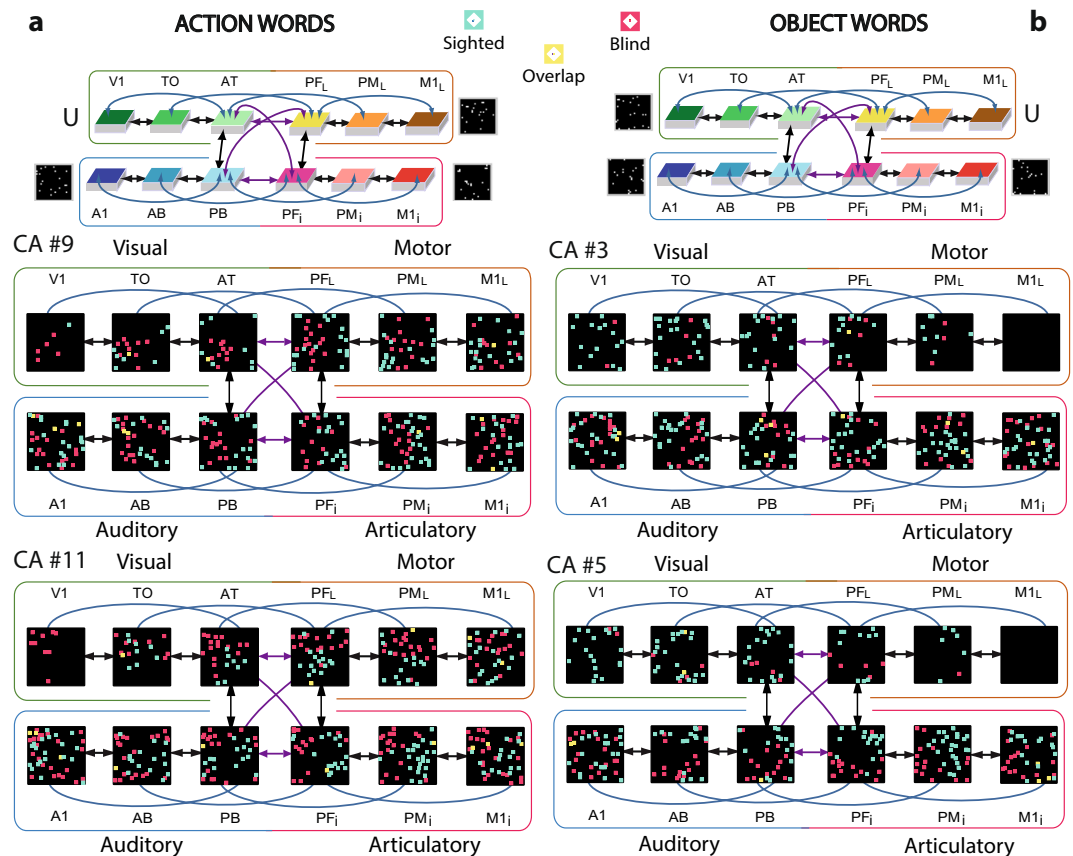 a ACTION WORDS
Sighted
Overlap
Blind
OBJECT WORDS b
V1 TO AT PFL PML M1L
U
A1 AB PB PFi PMi M1i
V1 TO AT PFL PML M1L
U
A1 AB PB PFi PMi M1i
CA #9 Visual Motor
V1 TO AT PFL PML M1L
A1 AB PB PFi PMi M1i
Auditory Articulatory
CA #3 Visual Motor
V1 TO AT PFL PML M1L
A1 AB PB PFi PMi M1i
Auditory Articulatory
CA #11 Visual Motor
V1 TO AT PFL PML M1L
A1 AB PB PFi PMi M1i
Auditory Articulatory
CA #5 Visual Motor
V1 TO AT PFL PML M1L
A1 AB PB PFi PMi M1i
Auditory Articulatory